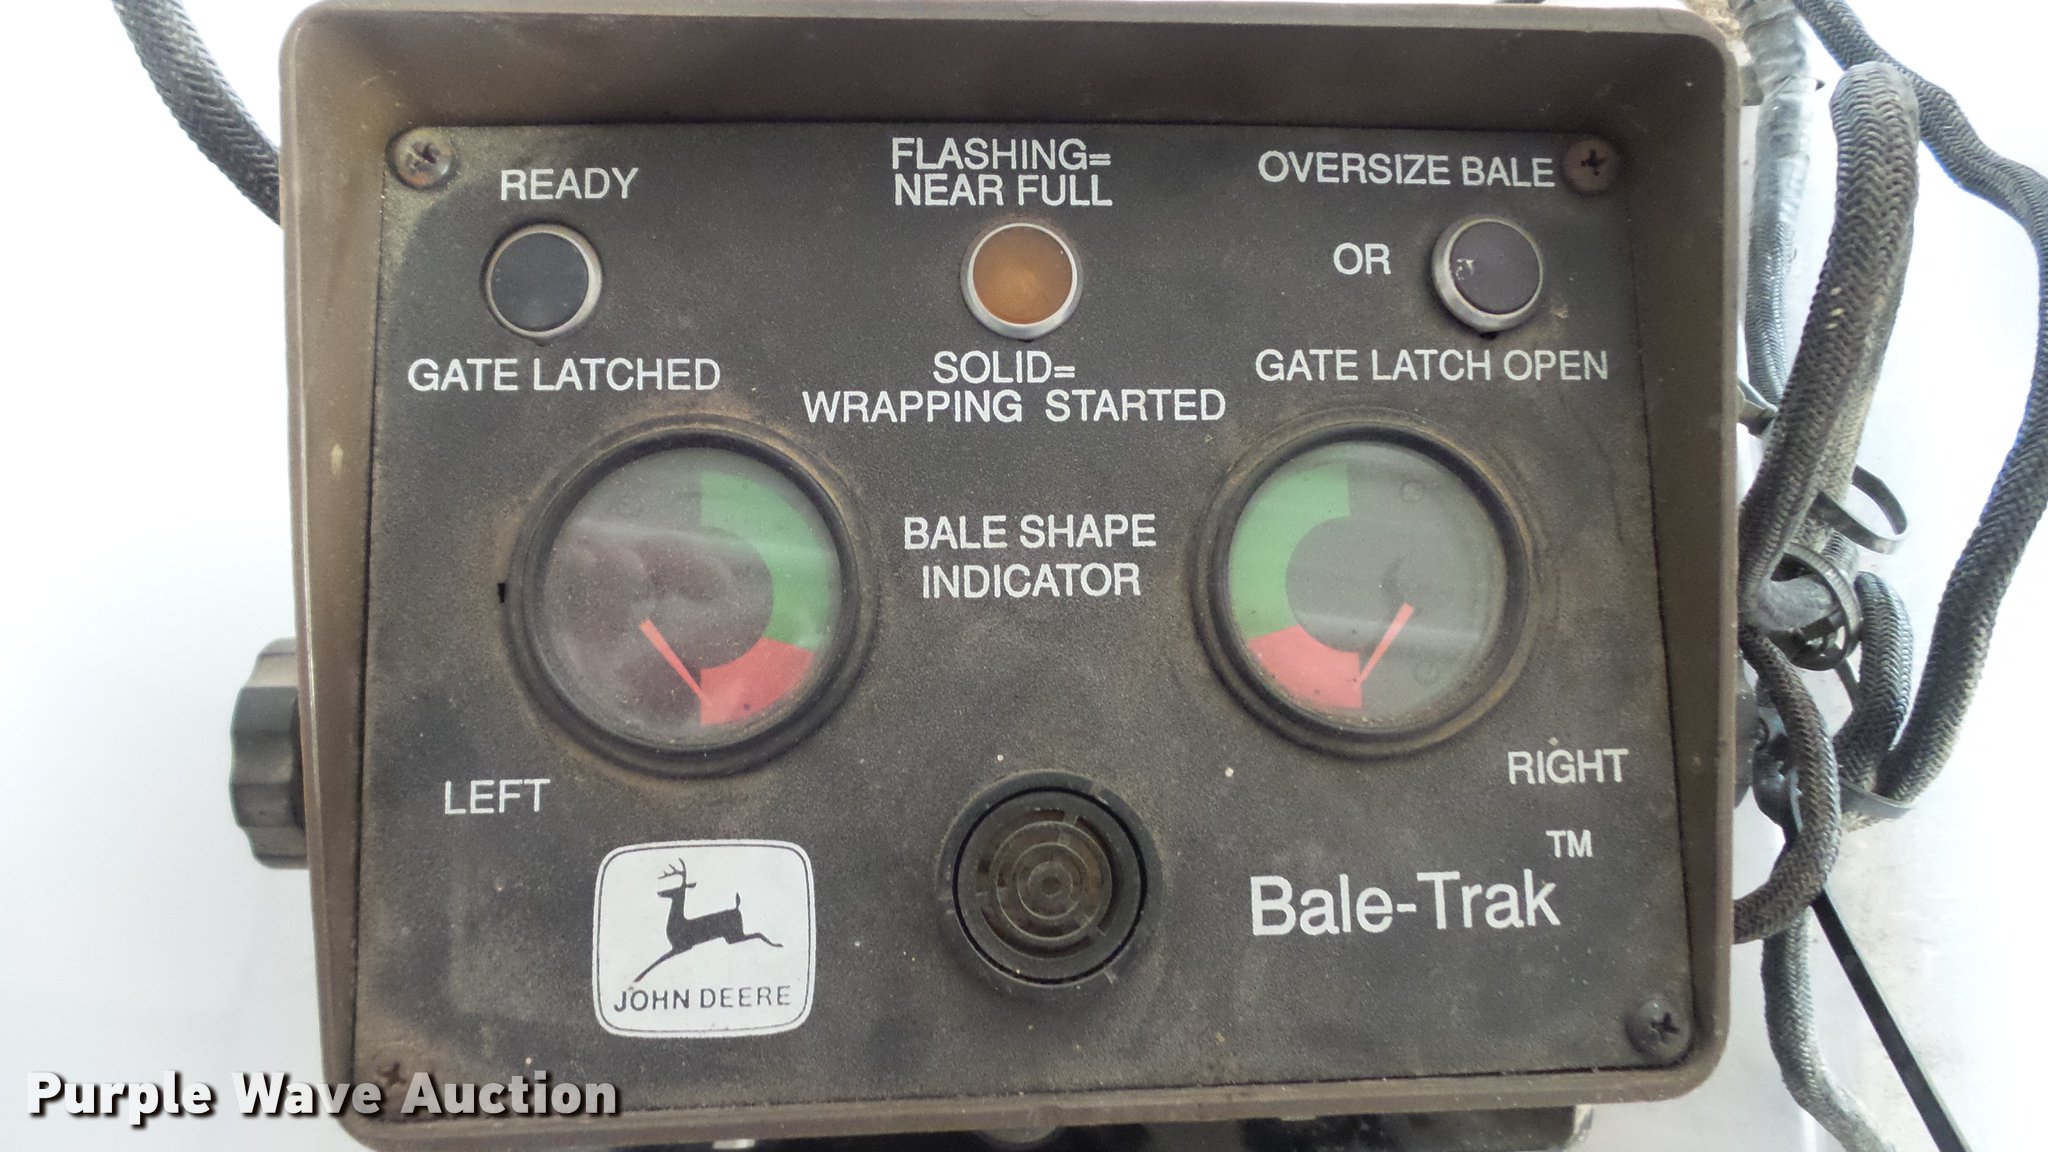 READY
FLASHING=
NEAR FULL
OVERSIZE BALE
OR
GATE LATCHED
SOLID=
WRAPPING STARTED
GATE LATCH OPEN
BALE SHAPE
INDICATOR
LEFT
RIGHT
JOHN DEERE
Bale-Trak™
Purple Wave Auction